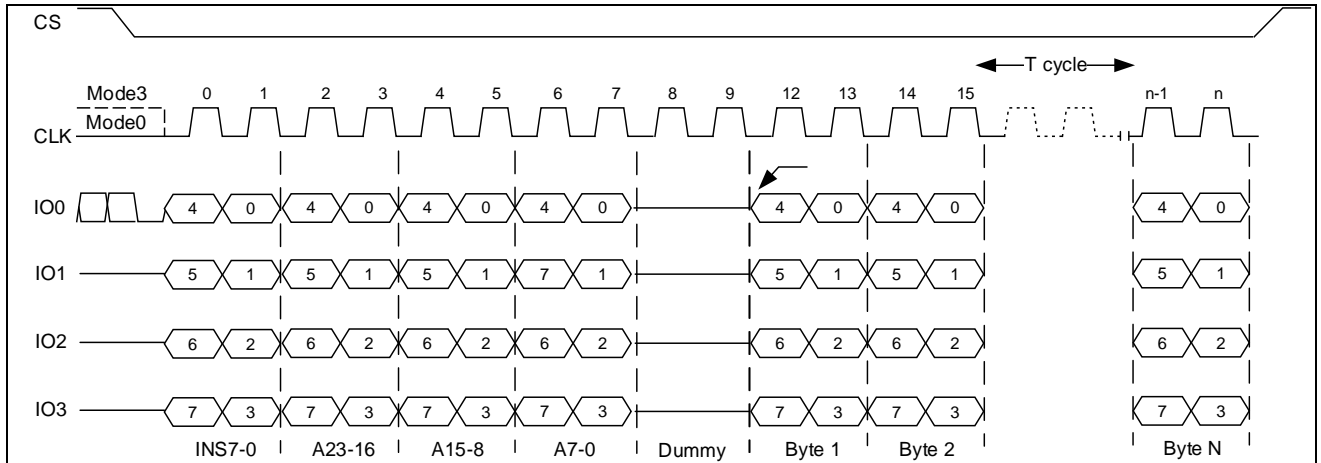 CS
T cycle
Mode3 0 1 2 3 4 5 6 7 8 9 12 13 14 15 n-1 n
Mode0
CLK
IO0 4 0 4 0 4 0 4 0 4 0 4 0 4 0
IO1 5 1 5 1 5 1 7 1 5 1 5 1 5 1
IO2 6 2 6 2 6 2 6 2 6 2 6 2 6 2
IO3 7 3 7 3 7 3 7 3 7 3 7 3 7 3
INS7-0 A23-16 A15-8 A7-0 Dummy Byte 1 Byte 2 Byte N